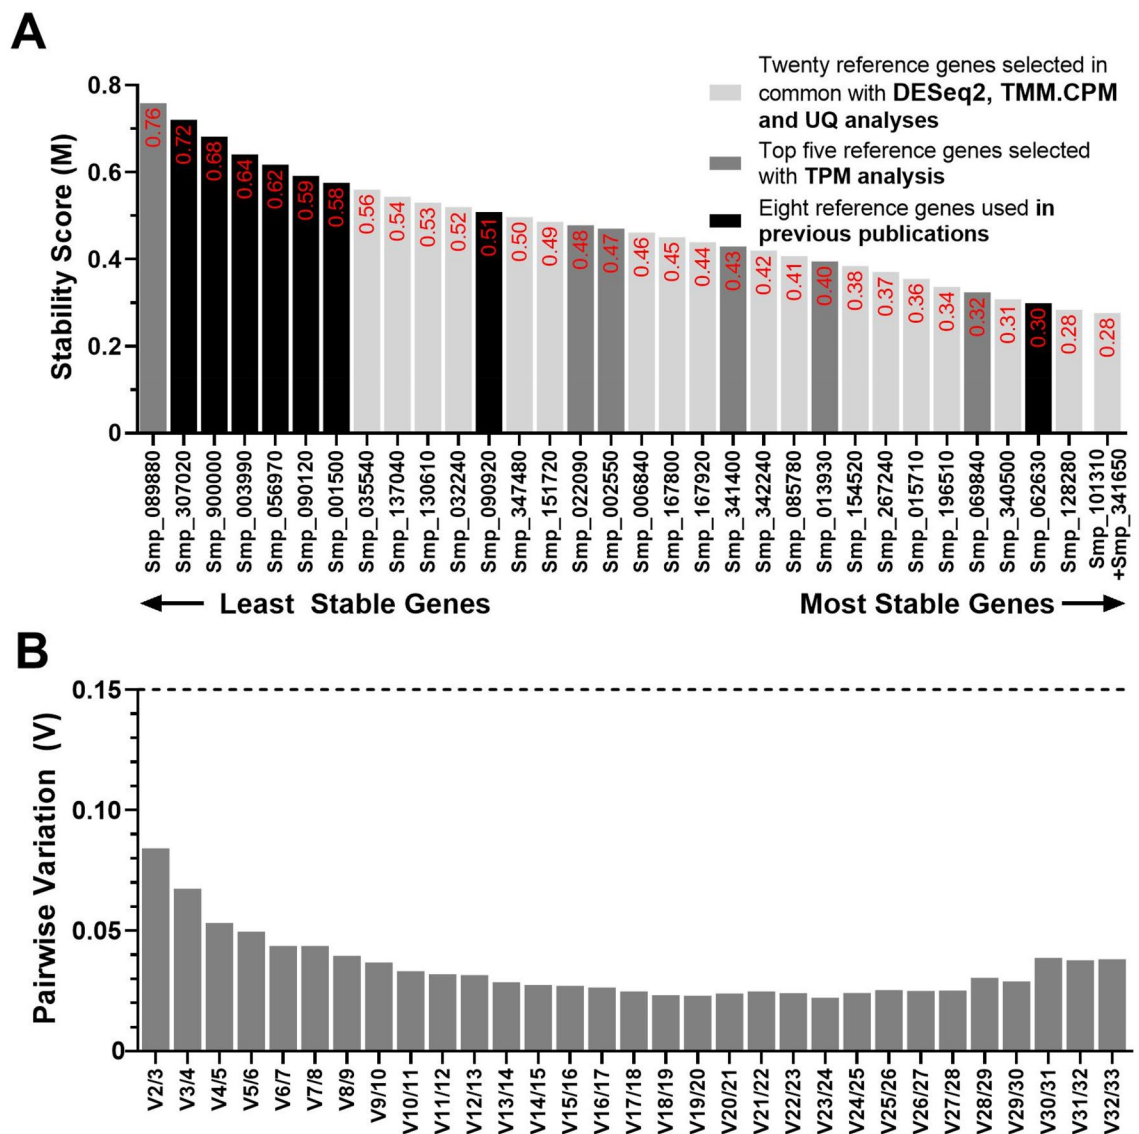 A
Twenty reference genes selected in
common with DESeq2, TMM.CPM
and UQ analyses
Top five reference genes selected
with TPM analysis
Eight reference genes used in
previous publications
Stability Score (M)
0.8
0.6
0.4
0.2
0
0.76
0.72
0.68
0.64
0.62
0.59
0.58
0.56
0.54
0.53
0.52
0.51
0.50
0.49
0.48
0.47
0.46
0.45
0.44
0.43
0.42
0.41
0.40
0.38
0.37
0.36
0.34
0.32
0.31
0.30
0.28
0.28
Smp_089880
Smp_307020
Smp_900000
Smp_003990
Smp_056970
Smp_090120
Smp_001500
Smp_035540
Smp_137040
Smp_130610
Smp_032240
Smp_090920
Smp_347480
Smp_151720
Smp_022090
Smp_002550
Smp_006840
Smp_167800
Smp_167920
Smp_341400
Smp_342240
Smp_085780
Smp_013930
Smp_154520
Smp_267240
Smp_015710
Smp_196510
Smp_069840
Smp_340500
Smp_062630
Smp_128280
Smp_101310
+Smp_341650
Least Stable Genes
Most Stable Genes
B
Pairwise Variation (V)
0.15
0.10
0.05
0
V2/3
V3/4
V4/5
V5/6
V6/7
V7/8
V8/9
V9/10
V10/11
V11/12
V12/13
V13/14
V14/15
V15/16
V16/17
V17/18
V18/19
V19/20
V20/21
V21/22
V22/23
V23/24
V24/25
V25/26
V26/27
V27/28
V28/29
V29/30
V30/31
V31/32
V32/33